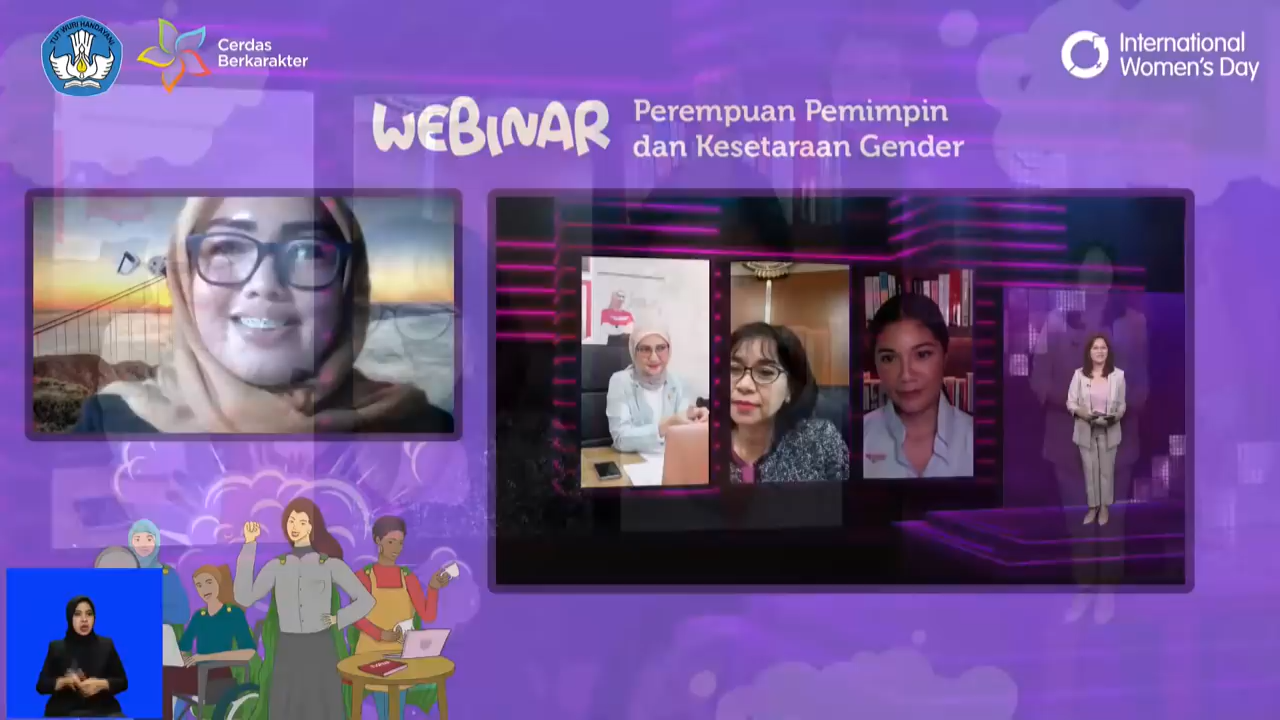 TUT WURI HANDAYANI
Cerdas
Berkarakter
International
Women's Day
WEBINAR
Perempuan Pemimpin
dan Kesetaraan Gender